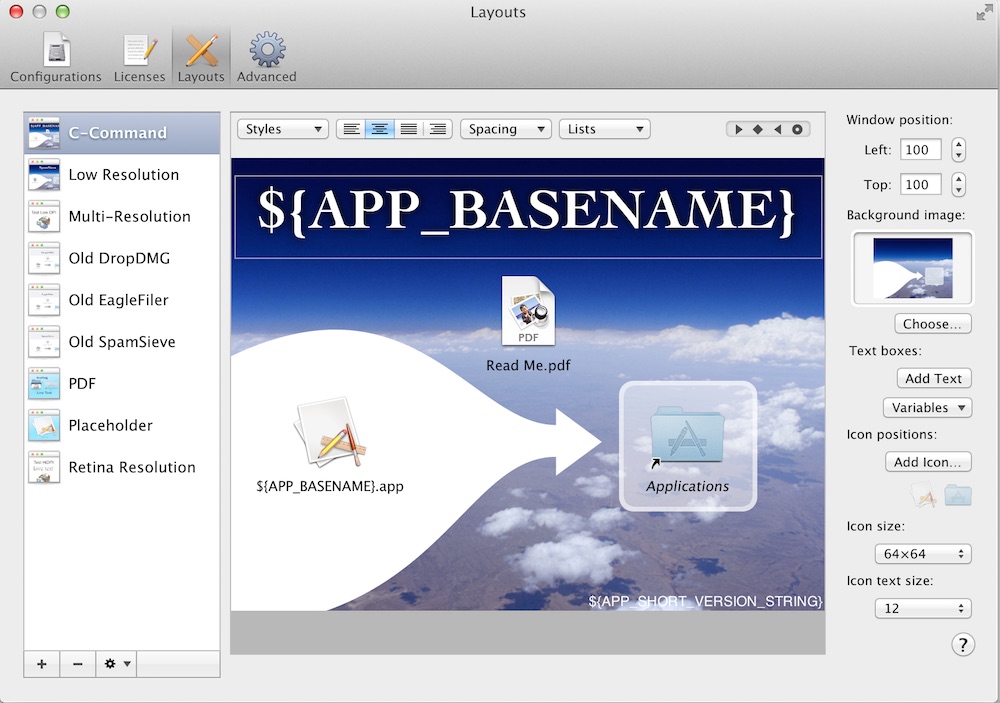 Layouts
Configurations
Licenses
Layouts
Advanced
C-Command
Low Resolution
Multi-Resolution
Old DropDMG
Old EagleFiler
Old SpamSieve
PDF
Placeholder
Retina Resolution
Styles
Spacing
Lists
${APP_BASENAME}
PDF
Read Me.pdf
${APP_BASENAME}.app
Applications
${APP_SHORT_VERSION_STRING}
Window position:
Left: 100
Top: 100
Background image:
Choose...
Text boxes:
Add Text
Variables
Icon positions:
Add Icon...
Icon size:
64×64
Icon text size:
12
?